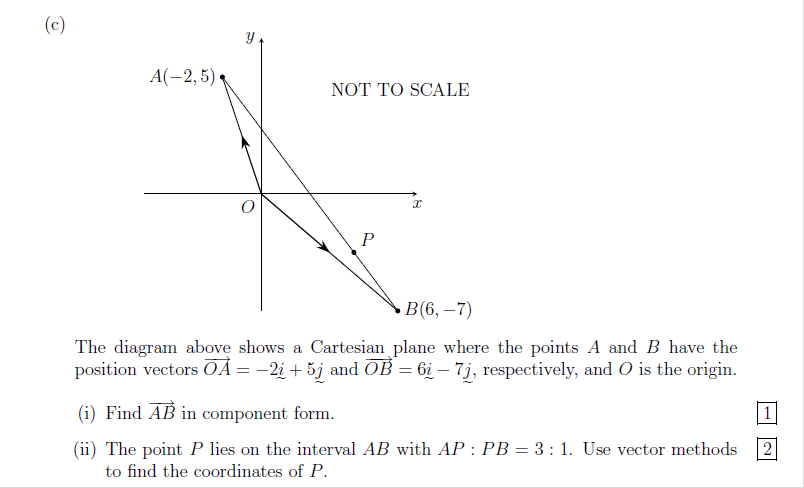 (c)
y
A(−2, 5)
NOT TO SCALE
O
x
P
B(6, −7)
The diagram above shows a Cartesian plane where the points A and B have the
position vectors $\overrightarrow{OA} = -2\underset{\sim}{i} + 5\underset{\sim}{j}$ and $\overrightarrow{OB} = 6\underset{\sim}{i} - 7\underset{\sim}{j}$, respectively, and O is the origin.
(i) Find $\overrightarrow{AB}$ in component form. 1
(ii) The point P lies on the interval AB with AP : PB = 3 : 1. Use vector methods 2
to find the coordinates of P.